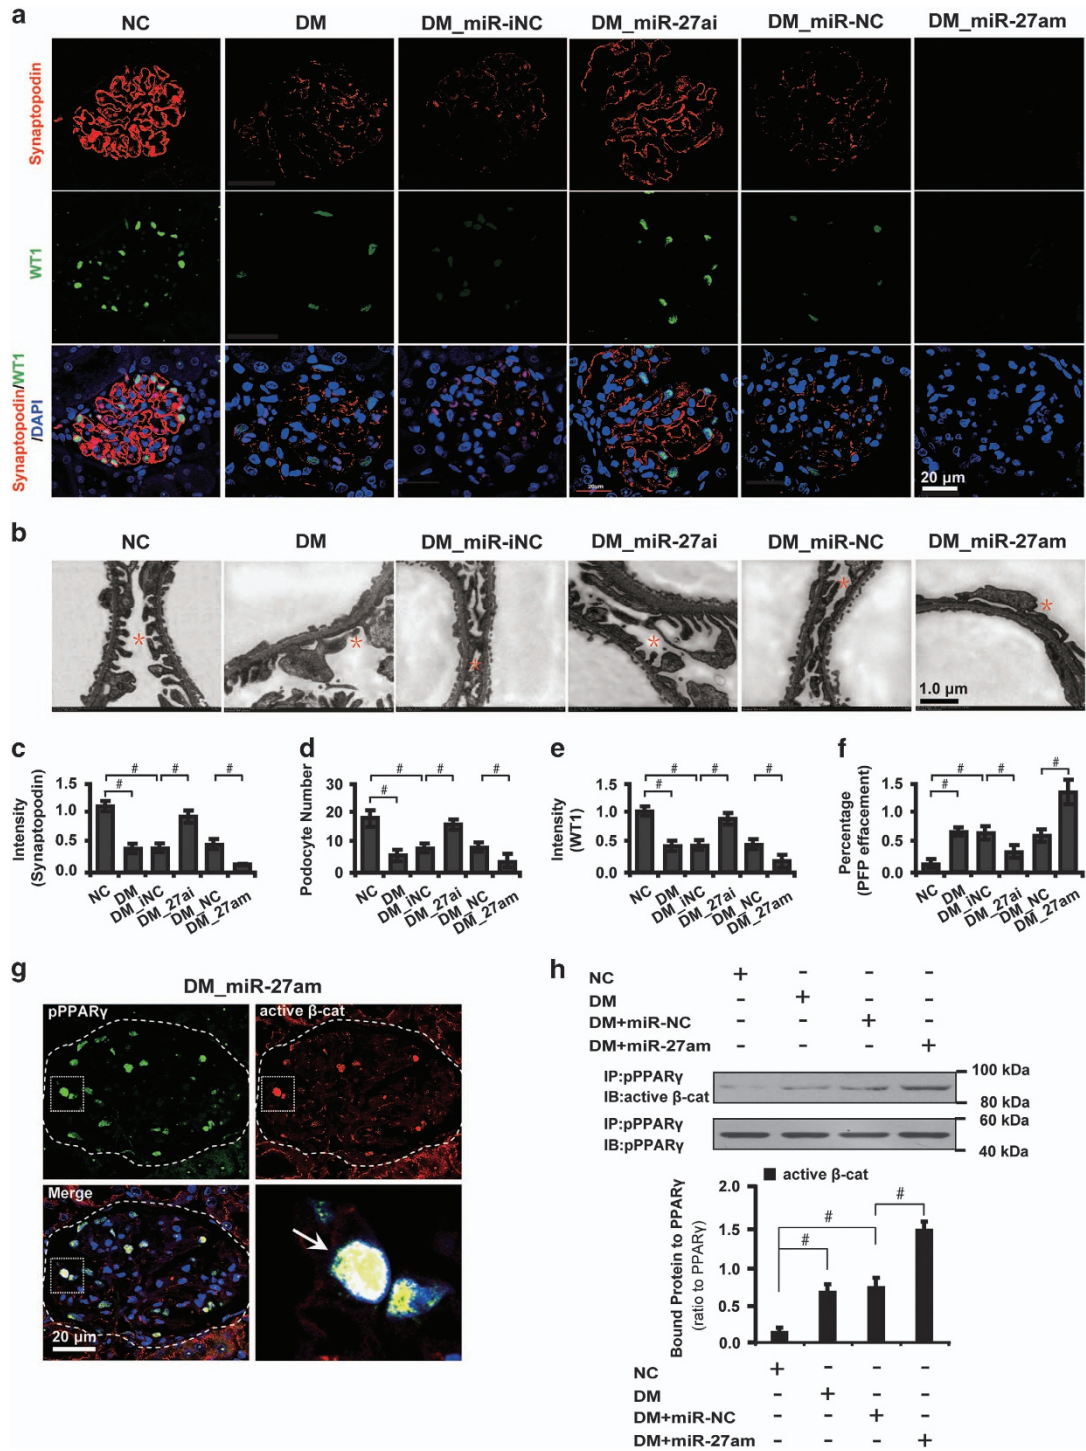 a
NC DM DM_miR-iNC DM_miR-27ai DM_miR-NC DM_miR-27am
Synaptopodin
WT1
Synaptopodin/WT1
/DAPI
20µm
20 µm
b
NC DM DM_miR-iNC DM_miR-27ai DM_miR-NC DM_miR-27am
* * * * * *
1.0 µm
c
Intensity
(Synaptopodin)
1.5
1.0
0.5
0.0
# # # #
NC DM DM_iNC DM_27ai DM_NC DM_27am
d
Podocyte Number
30
20
10
0
# # # #
NC DM DM_iNC DM_27ai DM_NC DM_27am
e
Intensity
(WT1)
1.5
1.0
0.5
0.0
# # # #
NC DM DM_iNC DM_27ai DM_NC DM_27am
f
Percentage
(PFP effacement)
1.5
1.0
0.5
0.0
# # # #
NC DM DM_iNC DM_27ai DM_NC DM_27am
g
DM_miR-27am
pPPARγ
active β-cat
Merge
20 µm
h
NC + - - -
DM - + - -
DM+miR-NC - - + -
DM+miR-27am - - - +
IP:pPPARγ
IB:active β-cat
100 kDa
80 kDa
IP:pPPARγ
IB:pPPARγ
60 kDa
40 kDa
active β-cat
Bound Protein to PPARγ
(ratio to PPARγ)
2.0
1.5
1.0
0.5
0.0
# # #
NC + - - -
DM - + - -
DM+miR-NC - - + -
DM+miR-27am - - - +